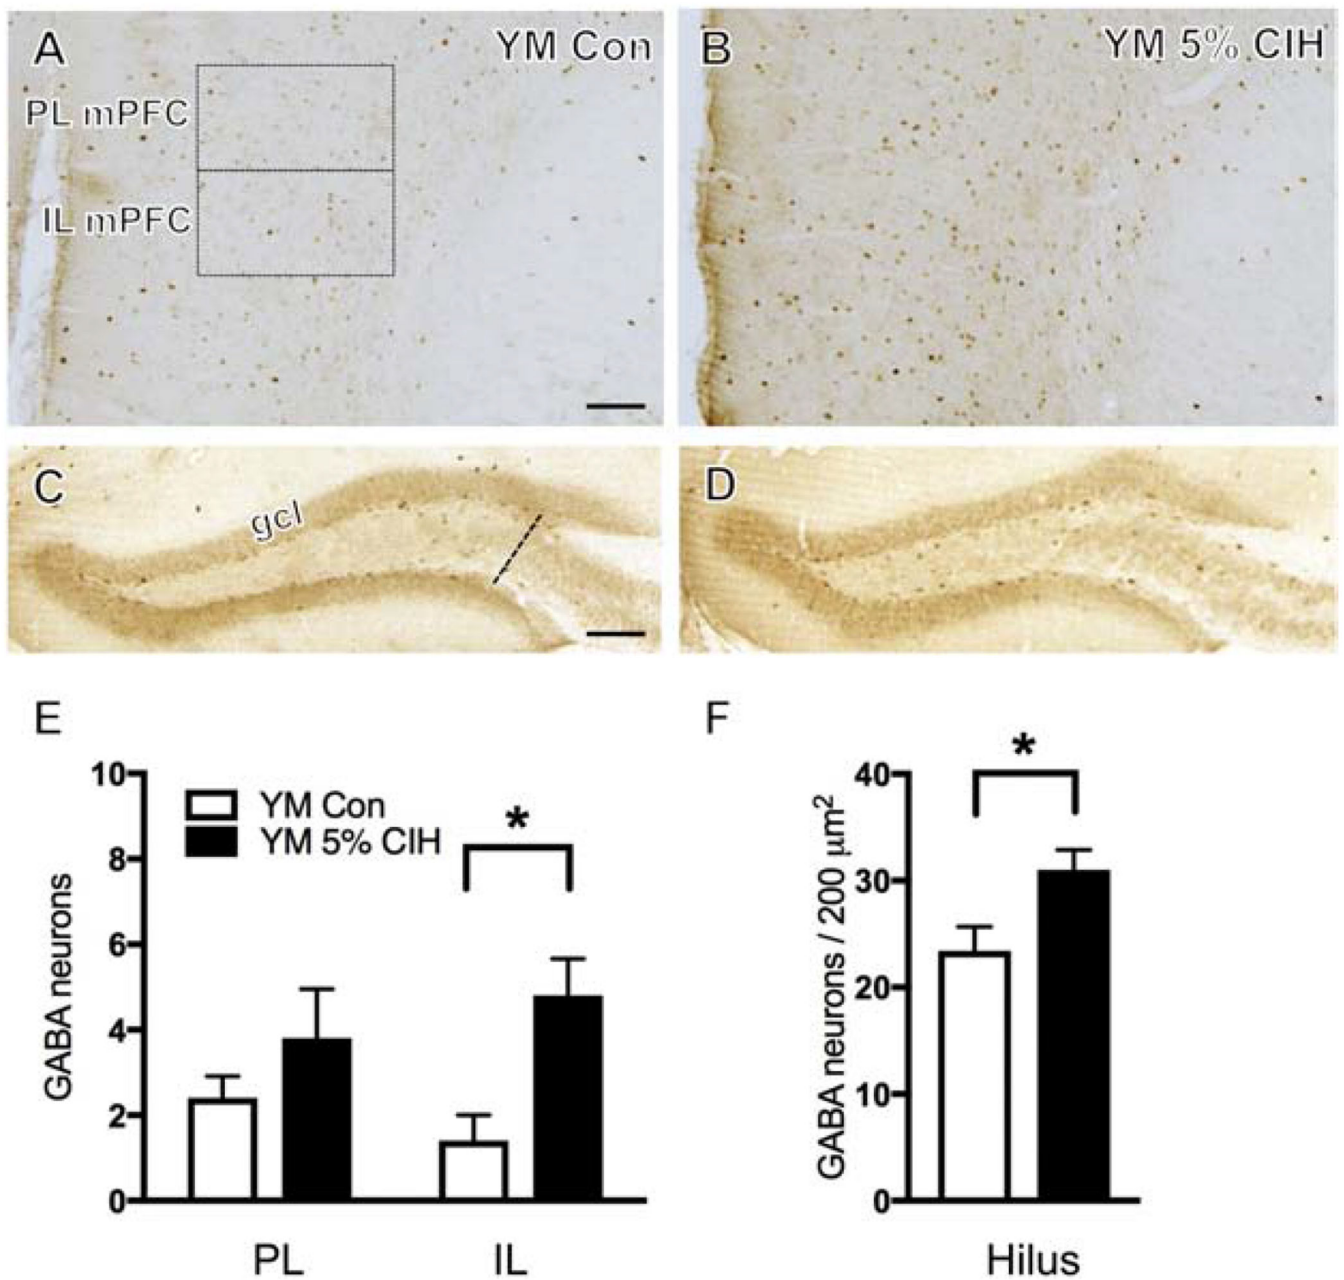 A
YM Con
PL mPFC
IL mPFC
B
YM 5% CIH
C
gcl
D
E
GABA neurons
10
8
6
4
2
0
YM Con
YM 5% CIH
*
PL
IL
F
GABA neurons / 200 μm²
40
30
20
10
0
*
Hilus